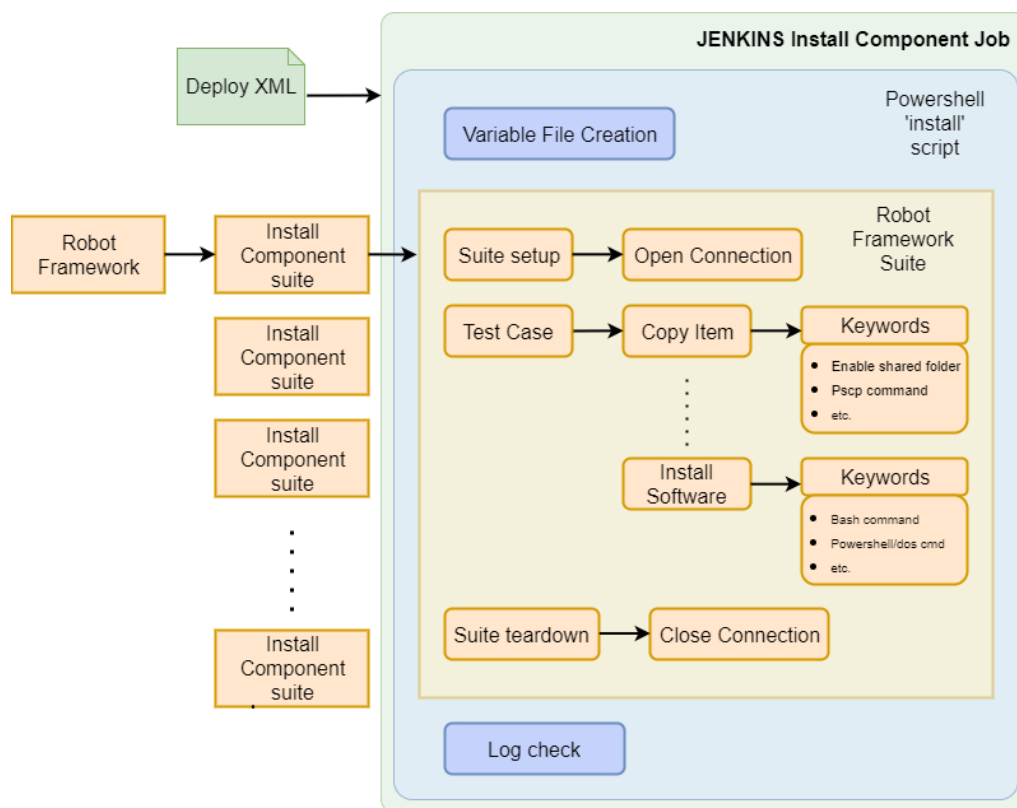 JENKINS Install Component Job
Deploy XML
Powershell
'install'
script
Variable File Creation
Robot
Framework
Install
Component
suite
Robot
Framework
Suite
Suite setup
Open Connection
Install
Component
suite
Test Case
Copy Item
Keywords
Enable shared folder
Pscp command
etc.
Install
Component
suite
Install
Software
Keywords
Bash command
Powershell/dos cmd
etc.
Install
Component
suite
Suite teardown
Close Connection
Log check